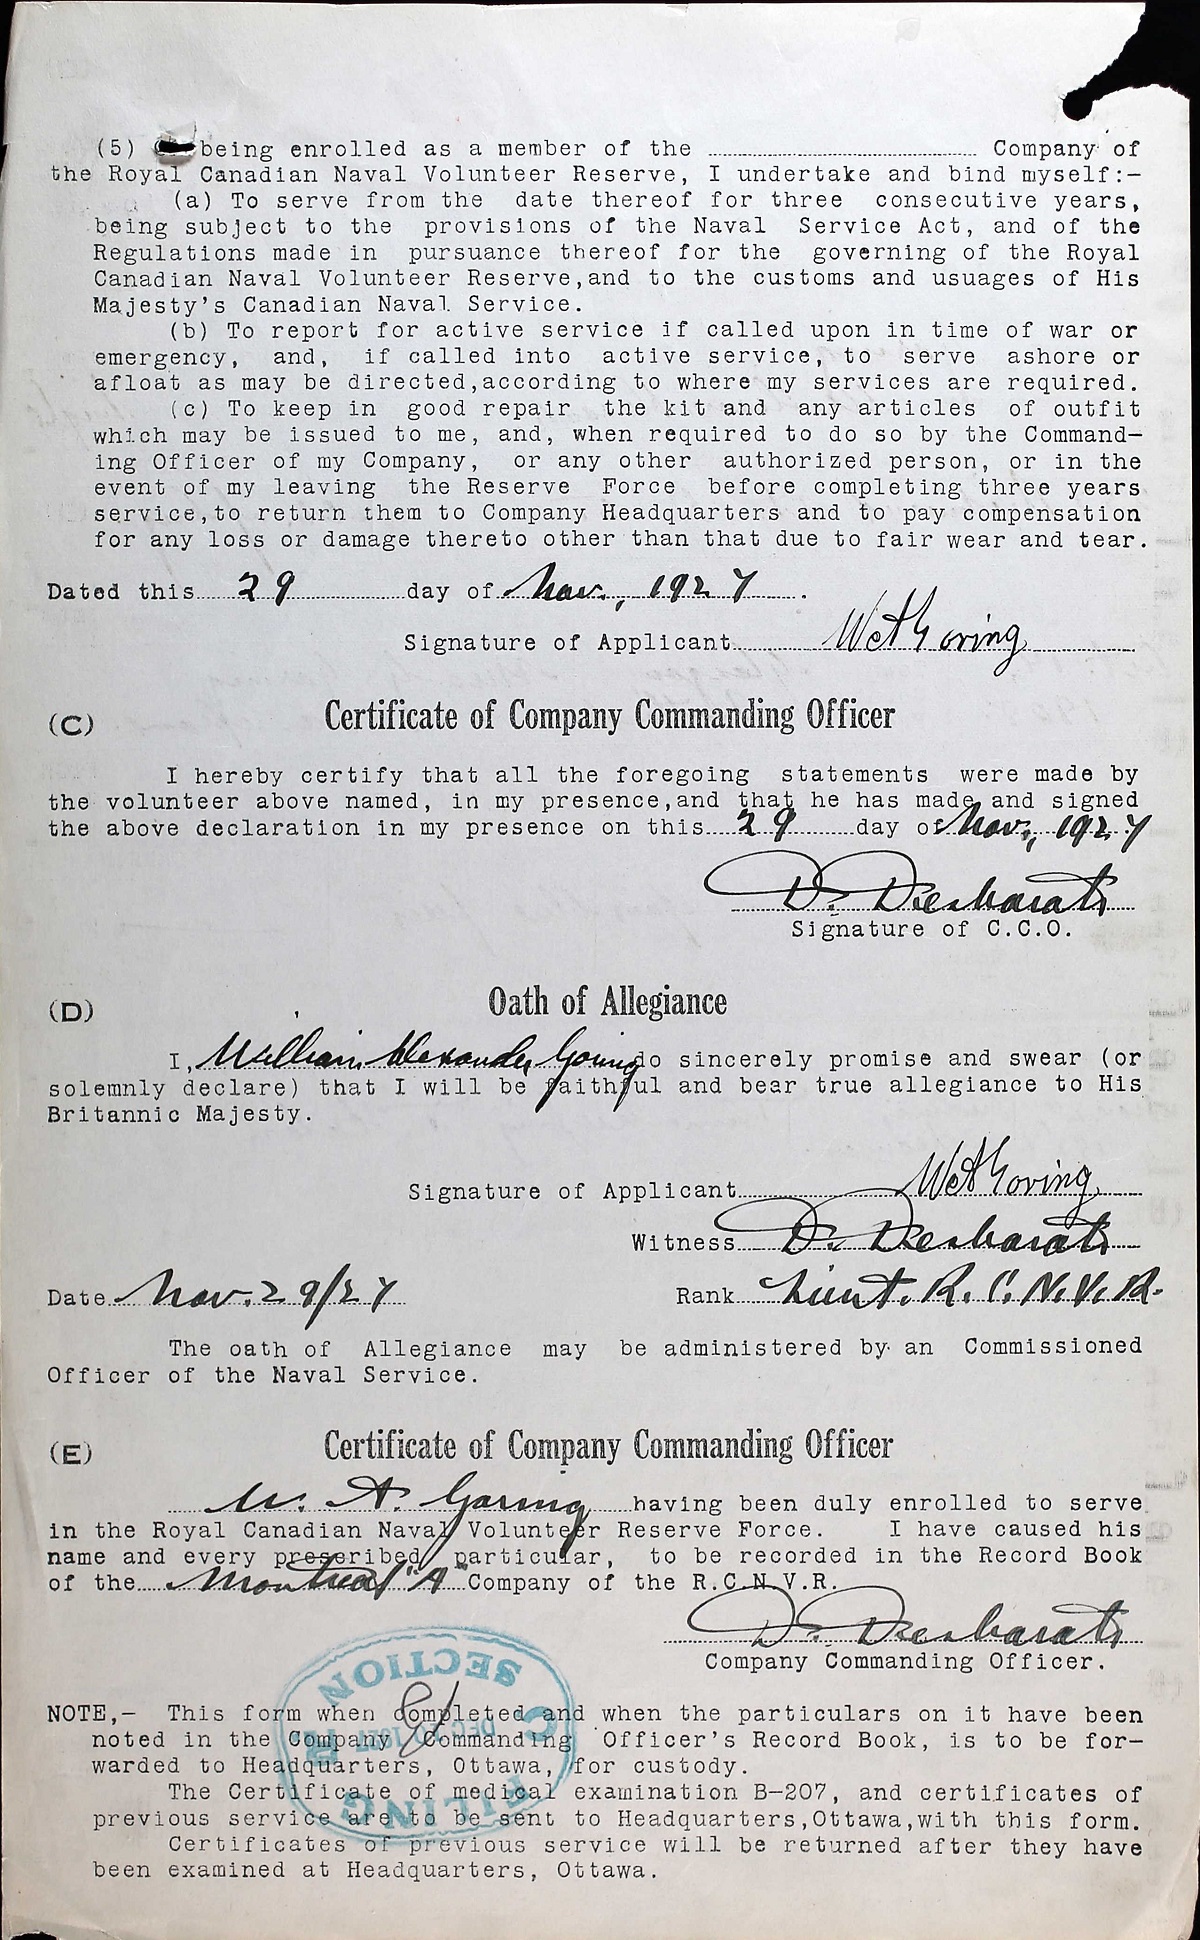 (5) being enrolled as a member of the Company of
the Royal Canadian Naval Volunteer Reserve, I undertake and bind myself:-
(a) To serve from the date thereof for three consecutive years,
being subject to the provisions of the Naval Service Act, and of the
Regulations made in pursuance thereof for the governing of the Royal
Canadian Naval Volunteer Reserve,and to the customs and usuages of His
Majesty's Canadian Naval Service.
(b) To report for active service if called upon in time of war or
emergency, and, if called into active service, to serve ashore or
afloat as may be directed,according to where my services are required.
(c) To keep in good repair the kit and any articles of outfit
which may be issued to me, and, when required to do so by the Command-
ing Officer of my Company, or any other authorized person, or in the
event of my leaving the Reserve Force before completing three years
service,to return them to Company Headquarters and to pay compensation
for any loss or damage thereto other than that due to fair wear and tear.
Dated this 29 day of Nov., 1927.
Signature of Applicant WA Goring
(C) Certificate of Company Commanding Officer
I hereby certify that all the foregoing statements were made by
the volunteer above named, in my presence,and that he has made and signed
the above declaration in my presence on this 29 day of Nov., 1927
D. Desbarats
Signature of C.C.O.
(D) Oath of Allegiance
I, William Alexander Goring do sincerely promise and swear (or
solemnly declare) that I will be faithful and bear true allegiance to His
Britannic Majesty.
Signature of Applicant WA Goring
Witness D. Desbarats
Date Nov. 29/27 Rank Lieut. R.C.N.V.R.
The oath of Allegiance may be administered by an Commissioned
Officer of the Naval Service.
(E) Certificate of Company Commanding Officer
W. A. Goring having been duly enrolled to serve
in the Royal Canadian Naval Volunteer Reserve Force. I have caused his
name and every prescribed particular, to be recorded in the Record Book
of the Montreal "A" Company of the R.C.N.V.R.
D. Desbarats
Company Commanding Officer.
NOTE,- This form when completed and when the particulars on it have been
noted in the Company Commanding Officer's Record Book, is to be for-
warded to Headquarters, Ottawa, for custody.
The Certificate of medical examination B-207, and certificates of
previous service are to be sent to Headquarters,Ottawa,with this form.
Certificates of previous service will be returned after they have
been examined at Headquarters, Ottawa.
FILING
DEC 1927
SECTION